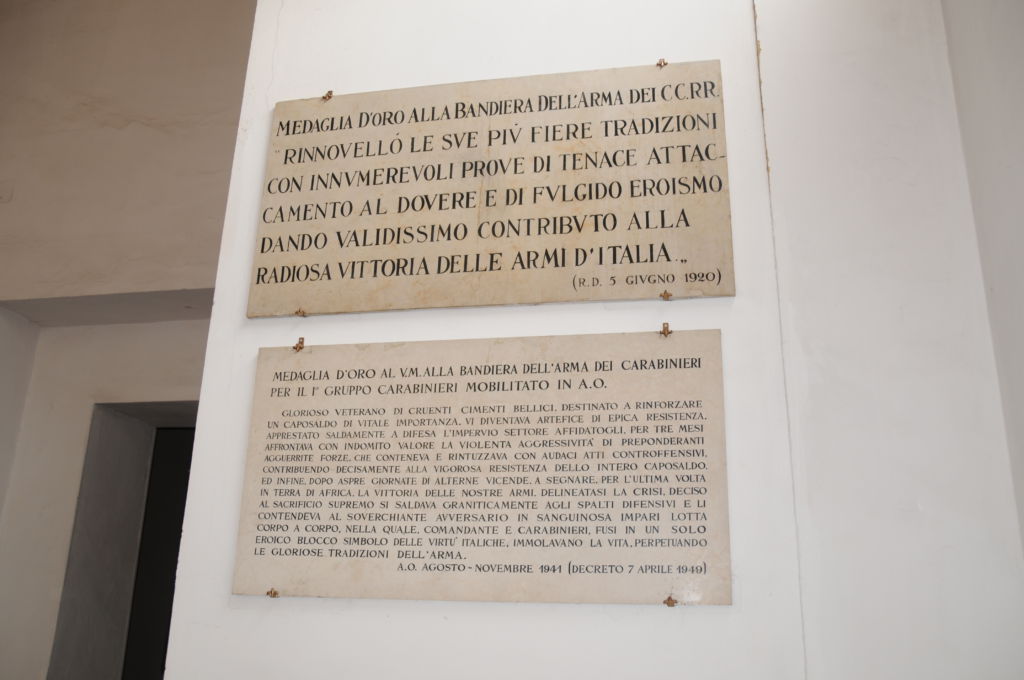 MEDAGLIA D'ORO ALLA BANDIERA DELL'ARMA DEI CC.RR.
"RINNOVELLÓ LE SVE PIÚ FIERE TRADIZIONI
CON INNVMEREVOLI PROVE DI TENACE ATTAC-
CAMENTO AL DOVERE E DI FVLGIDO EROISMO
DANDO VALIDISSIMO CONTRIBVTO ALLA
RADIOSA VITTORIA DELLE ARMI D'ITALIA.„
(R.D. 5 GIVGNO 1920)
MEDAGLIA D'ORO AL V.M. ALLA BANDIERA DELL'ARMA DEI CARABINIERI
PER IL I° GRUPPO CARABINIERI MOBILITATO IN A.O.
GLORIOSO VETERANO DI CRUENTI CIMENTI BELLICI, DESTINATO A RINFORZARE
UN CAPOSALDO DI VITALE IMPORTANZA, VI DIVENTAVA ARTEFICE DI EPICA RESISTENZA.
APPRESTATO SALDAMENTE A DIFESA L'IMPERVIO SETTORE AFFIDATOGLI, PER TRE MESI
AFFRONTAVA CON INDOMITO VALORE LA VIOLENTA AGGRESSIVITA' DI PREPONDERANTI
AGGUERRITE FORZE, CHE CONTENEVA E RINTUZZAVA CON AUDACI ATTI CONTROFFENSIVI,
CONTRIBUENDO DECISAMENTE ALLA VIGOROSA RESISTENZA DELLO INTERO CAPOSALDO.
ED INFINE, DOPO ASPRE GIORNATE DI ALTERNE VICENDE, A SEGNARE, PER L'ULTIMA VOLTA
IN TERRA DI AFRICA, LA VITTORIA DELLE NOSTRE ARMI. DELINEATASI LA CRISI, DECISO
AL SACRIFICIO SUPREMO SI SALDAVA GRANITICAMENTE AGLI SPALTI DIFENSIVI E LI
CONTENDEVA AL SOVERCHIANTE AVVERSARIO IN SANGUINOSA IMPARI LOTTA
CORPO A CORPO, NELLA QUALE, COMANDANTE E CARABINIERI, FUSI IN UN SOLO
EROICO BLOCCO SIMBOLO DELLE VIRTU' ITALICHE, IMMOLAVANO LA VITA, PERPETUANDO
LE GLORIOSE TRADIZIONI DELL'ARMA.
A.O. AGOSTO - NOVEMBRE 1941 (DECRETO 7 APRILE 1949)